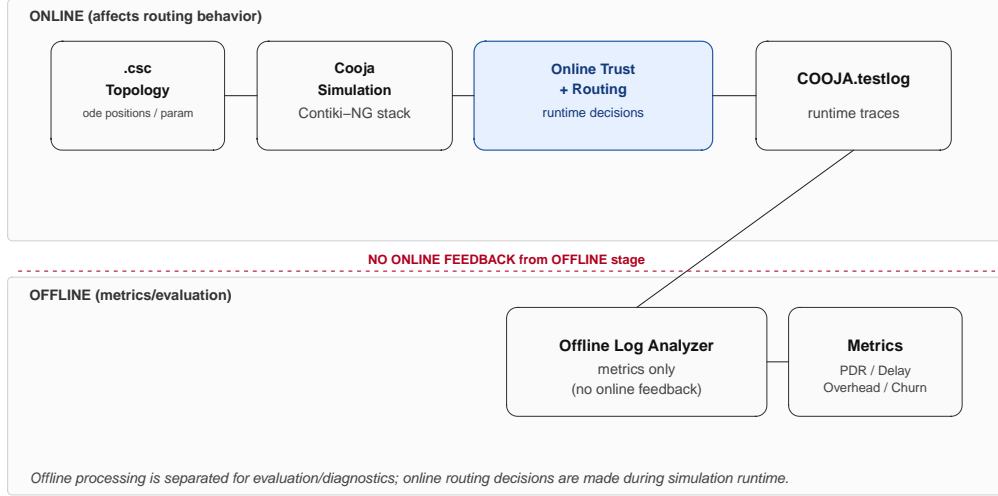 ONLINE (affects routing behavior)
.csc
Topology
ode positions / param
Cooja
Simulation
Contiki–NG stack
Online Trust
+ Routing
runtime decisions
COOJA.testlog
runtime traces
NO ONLINE FEEDBACK from OFFLINE stage
OFFLINE (metrics/evaluation)
Offline Log Analyzer
metrics only
(no online feedback)
Metrics
PDR / Delay
Overhead / Churn
Offline processing is separated for evaluation/diagnostics; online routing decisions are made during simulation runtime.